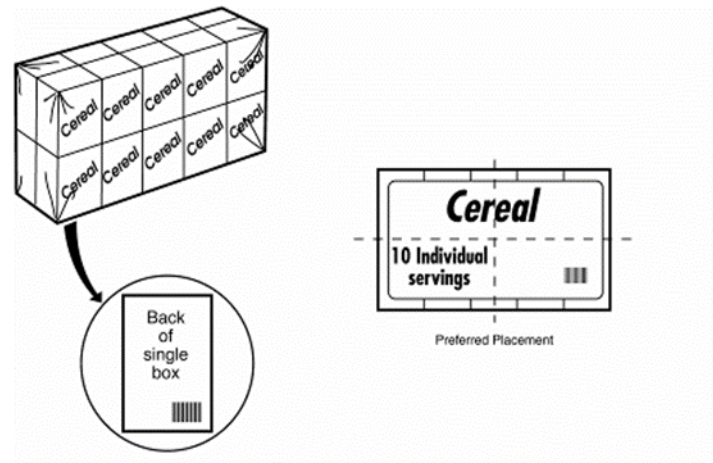 Cereal Cereal Cereal Cereal Cereal
Cereal Cereal Cereal Cereal Cereal
Back
of
single
box
Cereal
10 Individual
servings
Preferred Placement